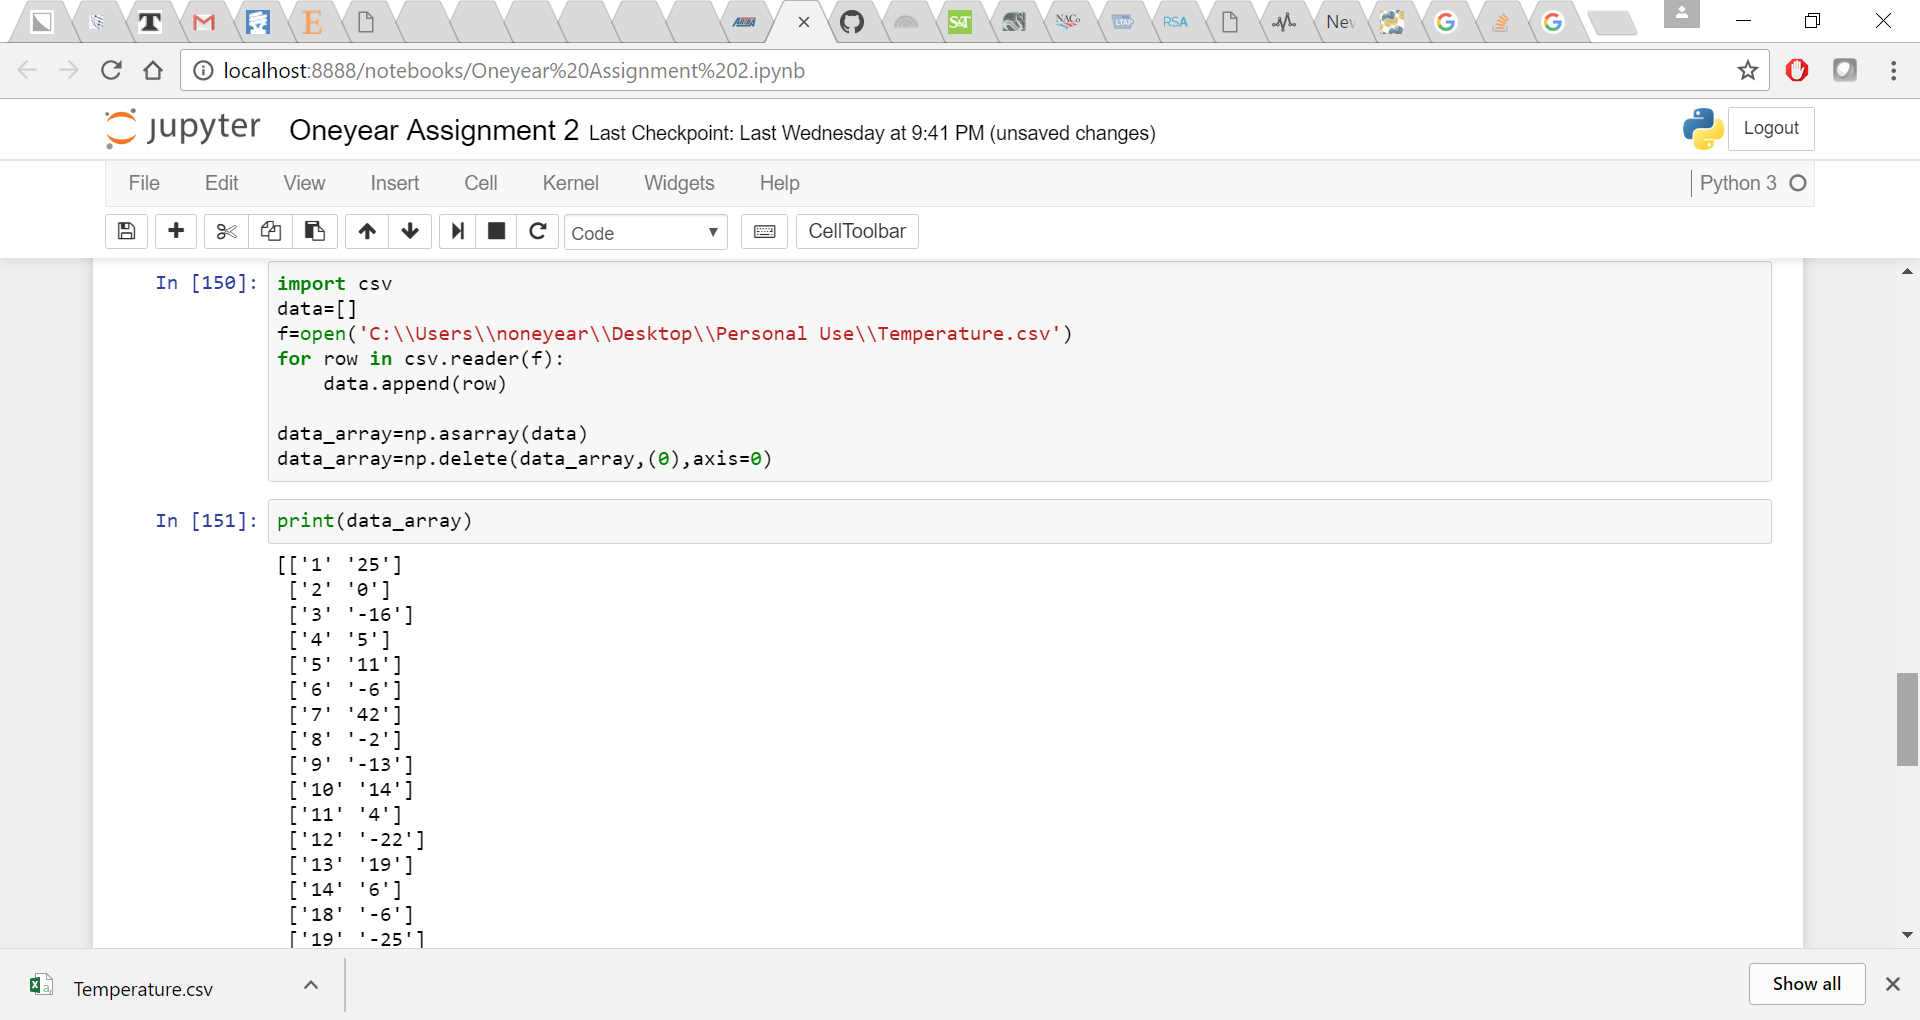 T M E ARTBA S&T NACo LTAP RSA Nev G G
localhost:8888/notebooks/Oneyear%20Assignment%202.ipynb
jupyter Oneyear Assignment 2 Last Checkpoint: Last Wednesday at 9:41 PM (unsaved changes) Logout
File Edit View Insert Cell Kernel Widgets Help Python 3
Code CellToolbar
In [150]: import csv
data=[]
f=open('C:\\Users\\noneyear\\Desktop\\Personal Use\\Temperature.csv')
for row in csv.reader(f):
    data.append(row)
data_array=np.asarray(data)
data_array=np.delete(data_array,(0),axis=0)
In [151]: print(data_array)
[['1' '25']
 ['2' '0']
 ['3' '-16']
 ['4' '5']
 ['5' '11']
 ['6' '-6']
 ['7' '42']
 ['8' '-2']
 ['9' '-13']
 ['10' '14']
 ['11' '4']
 ['12' '-22']
 ['13' '19']
 ['14' '6']
 ['18' '-6']
 ['19' '-25']
Temperature.csv Show all